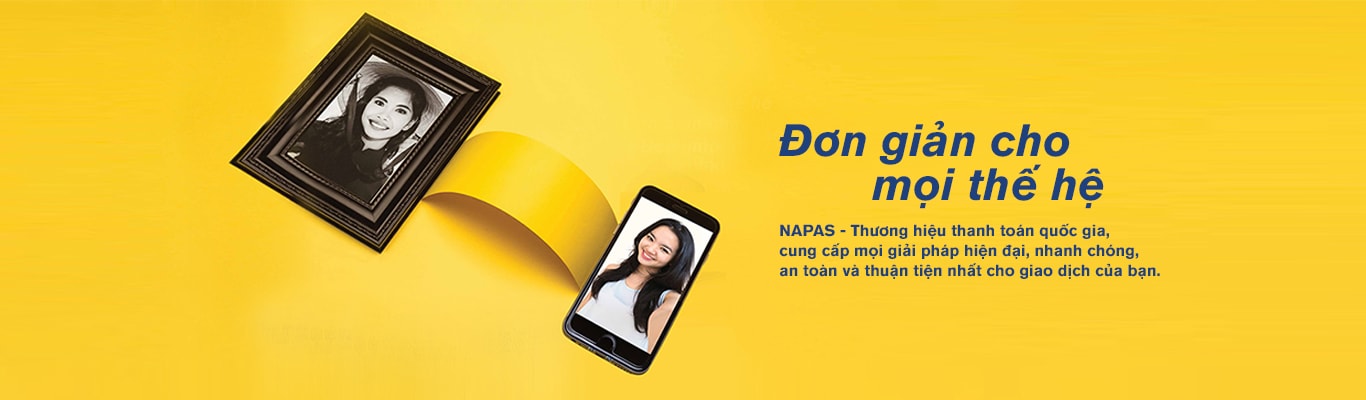 Đơn giản cho
mọi thế hệ
NAPAS - Thương hiệu thanh toán quốc gia,
cung cấp mọi giải pháp hiện đại, nhanh chóng,
an toàn và thuận tiện nhất cho giao dịch của bạn.